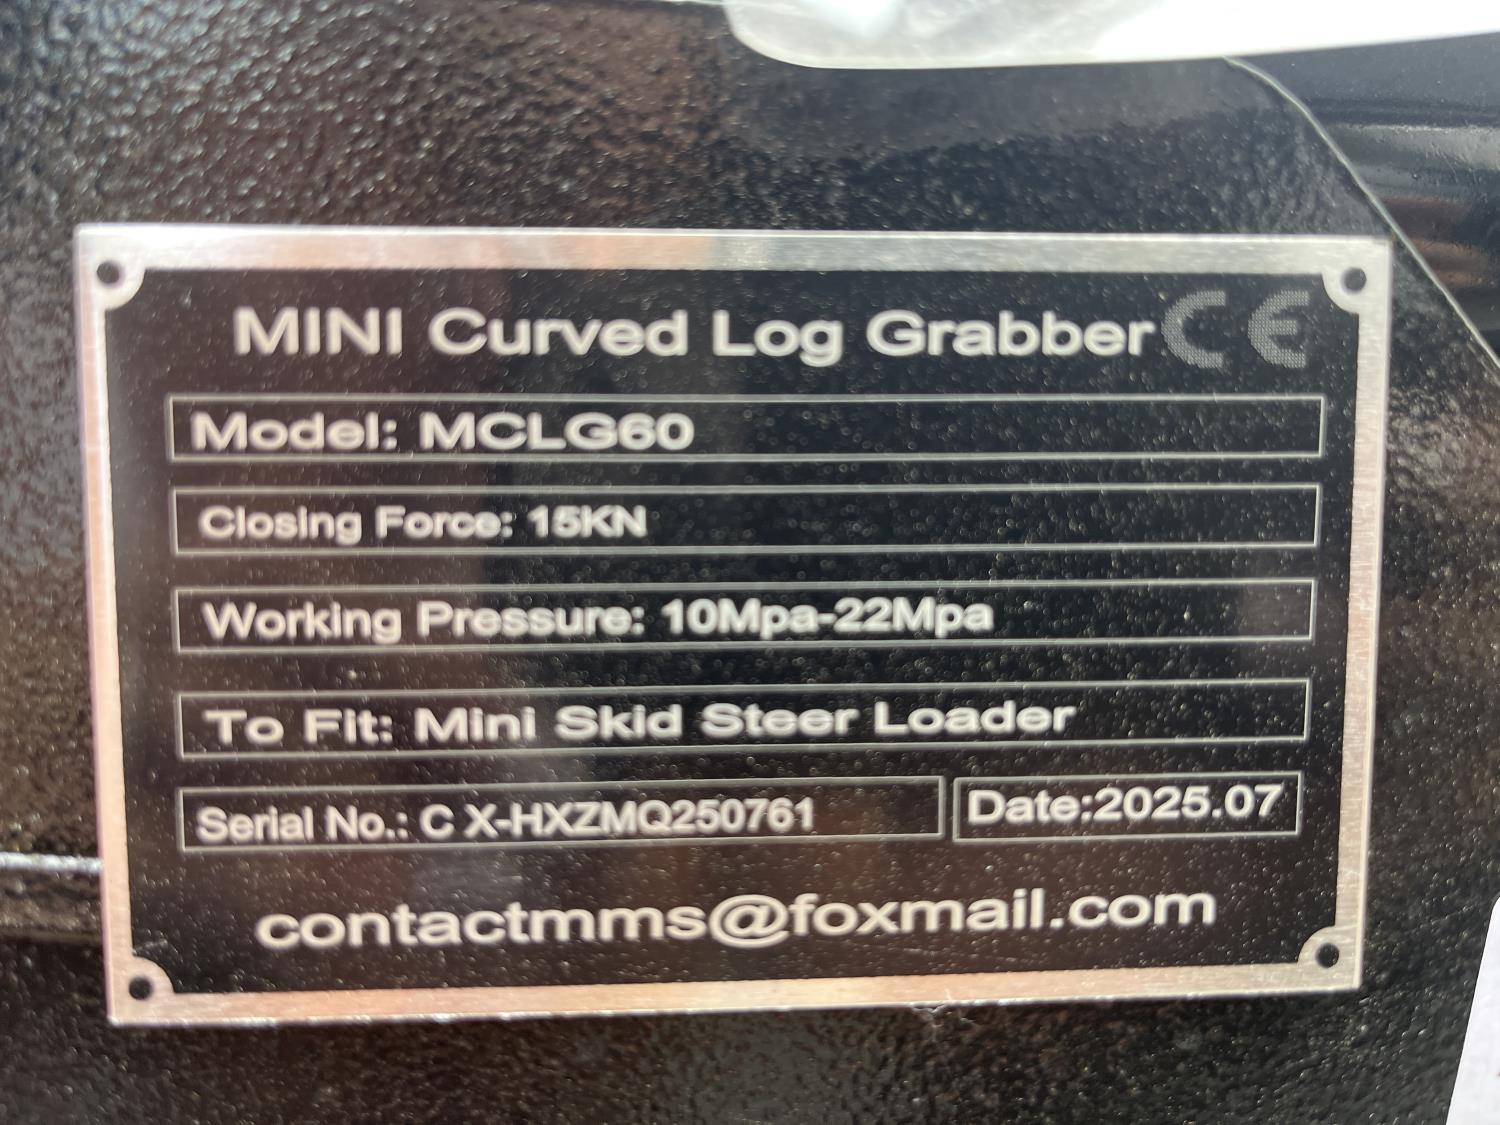 MINI Curved Log Grabber CE
Model: MCLG60
Closing Force: 15KN
Working Pressure: 10Mpa-22Mpa
To Fit: Mini Skid Steer Loader
Serial No.: C X-HXZMQ250761
Date:2025.07
contactmms@foxmail.com